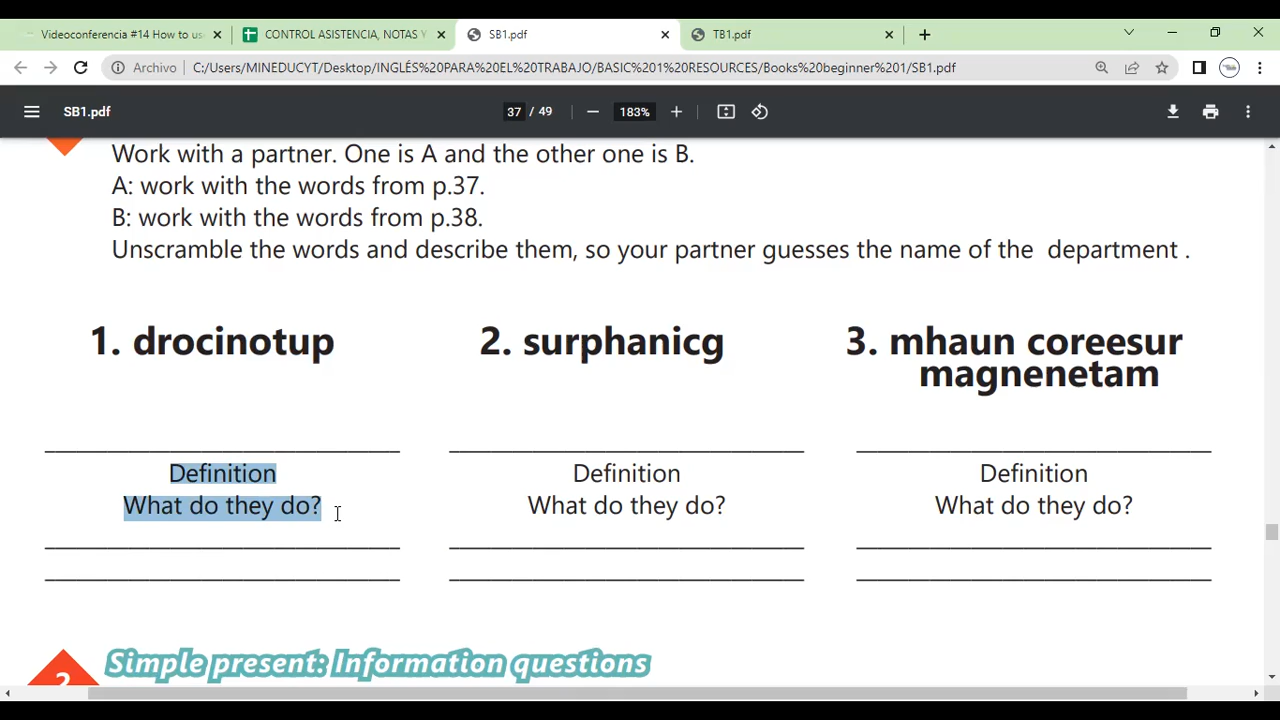 Videoconferencia #14 How to us
CONTROL ASISTENCIA, NOTAS Y
SB1.pdf
TB1.pdf
Archivo
C:/Users/MINEDUCYT/Desktop/INGLÉS%20PARA%20EL%20TRABAJO/BASIC%201%20RESOURCES/Books%20beginner%201/SB1.pdf
SB1.pdf
37 / 49
183%
Work with a partner. One is A and the other one is B.
A: work with the words from p.37.
B: work with the words from p.38.
Unscramble the words and describe them, so your partner guesses the name of the department .
1. drocinotup
2. surphanicg
3. mhaun coreesur
magnenetam
Definition
What do they do?
Definition
What do they do?
Definition
What do they do?
2
Simple present: Information questions